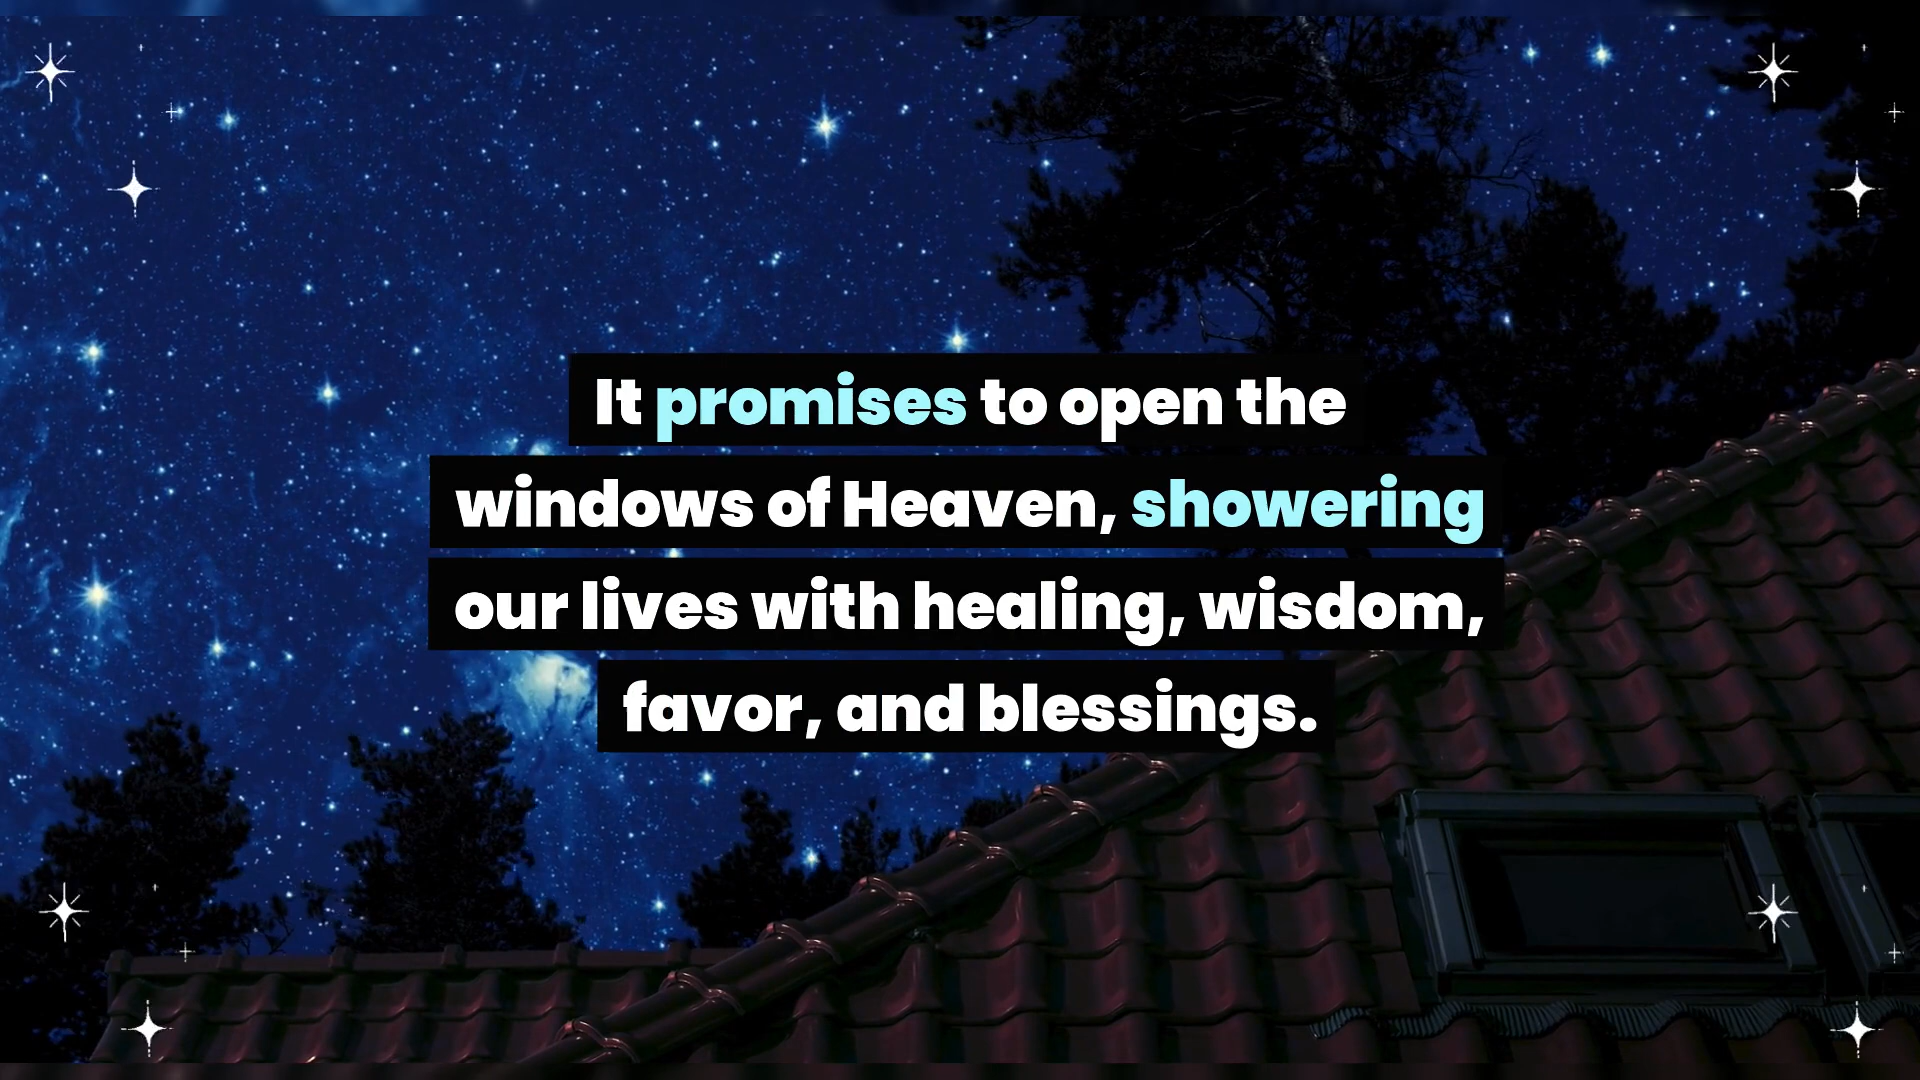 It promises to open the
windows of Heaven, showering
our lives with healing, wisdom,
favor, and blessings.